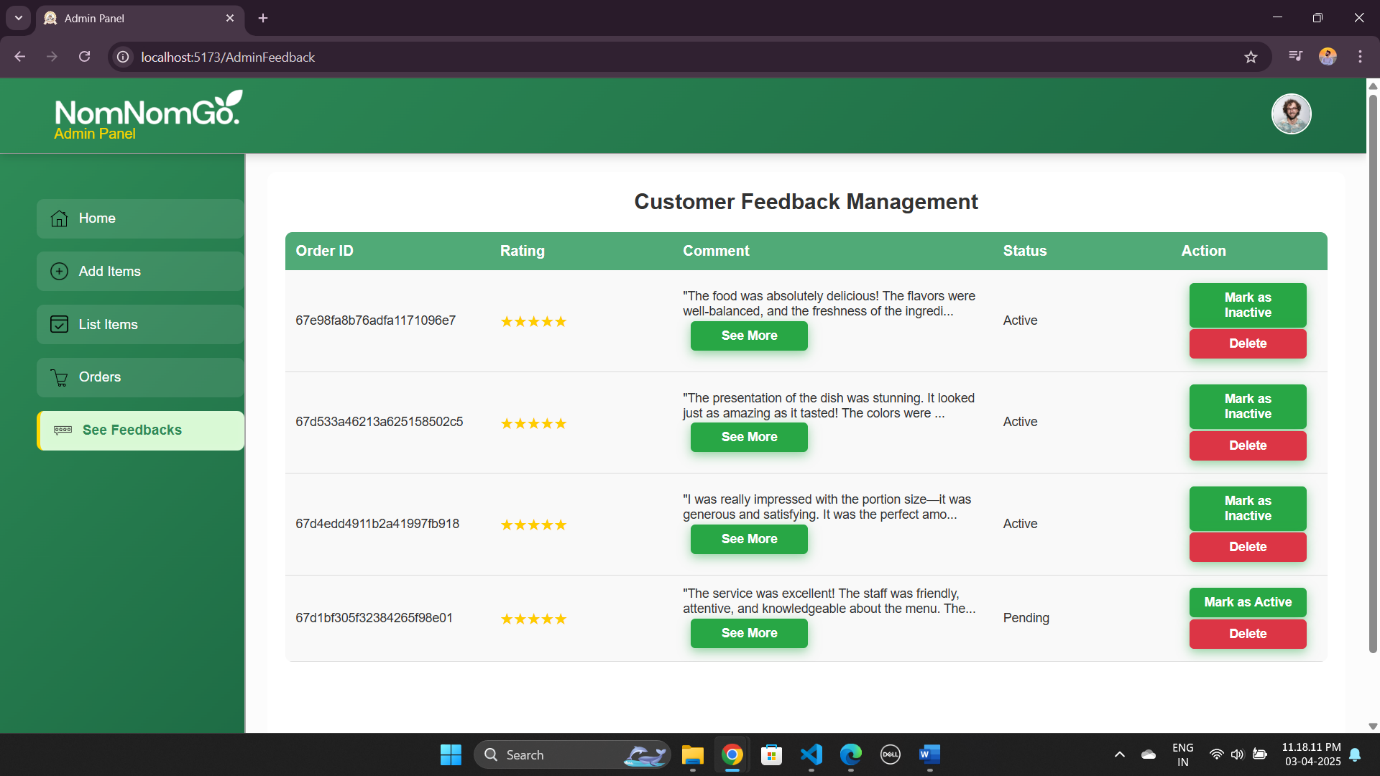 Admin Panel
localhost:5173/AdminFeedback
NomNomGo.
Admin Panel
Home
Add Items
List Items
Orders
See Feedbacks
Customer Feedback Management
Order ID Rating Comment Status Action
67e98fa8b76adfa1171096e7
"The food was absolutely delicious! The flavors were
well-balanced, and the freshness of the ingredi...
See More
Active
Mark as
Inactive
Delete
67d533a46213a625158502c5
"The presentation of the dish was stunning. It looked
just as amazing as it tasted! The colors were ...
See More
Active
Mark as
Inactive
Delete
67d4edd4911b2a41997fb918
"I was really impressed with the portion size—it was
generous and satisfying. It was the perfect amo...
See More
Active
Mark as
Inactive
Delete
67d1bf305f32384265f98e01
"The service was excellent! The staff was friendly,
attentive, and knowledgeable about the menu. The...
See More
Pending
Mark as Active
Delete
Search
DELL
W
ENG
IN
11.18.11 PM
03-04-2025